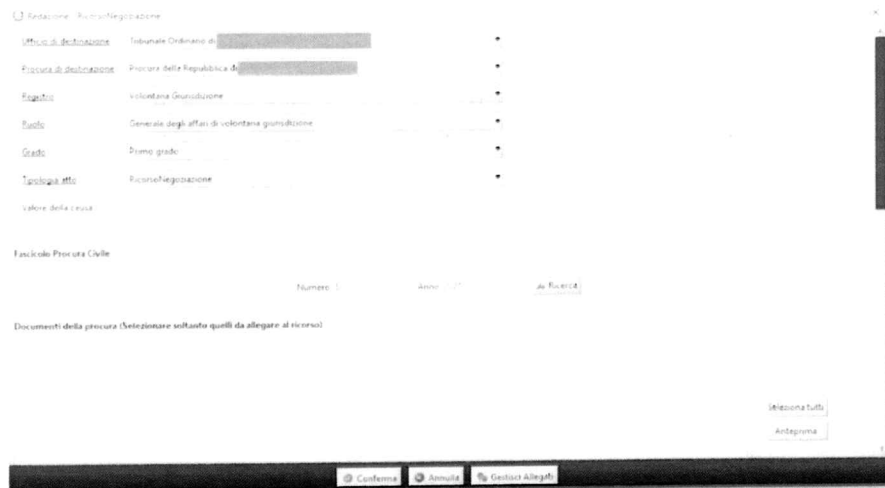 Redazione RicorsoNegoziazione
Ufficio di destinazione Tribunale Ordinario di
Procura di destinazione Procura della Repubblica di
Registro Volontaria Giurisdizione
Ruolo Generale degli affari di volontaria giurisdizione
Grado Primo grado
Tipologia atto RicorsoNegoziazione
Valore della causa
Fascicolo Procura Civile
Numero Anno Ricerca
Documenti della procura (Selezionare soltanto quelli da allegare al ricorso)
Seleziona tutti
Anteprima
Conferma Annulla Gestisci Allegati